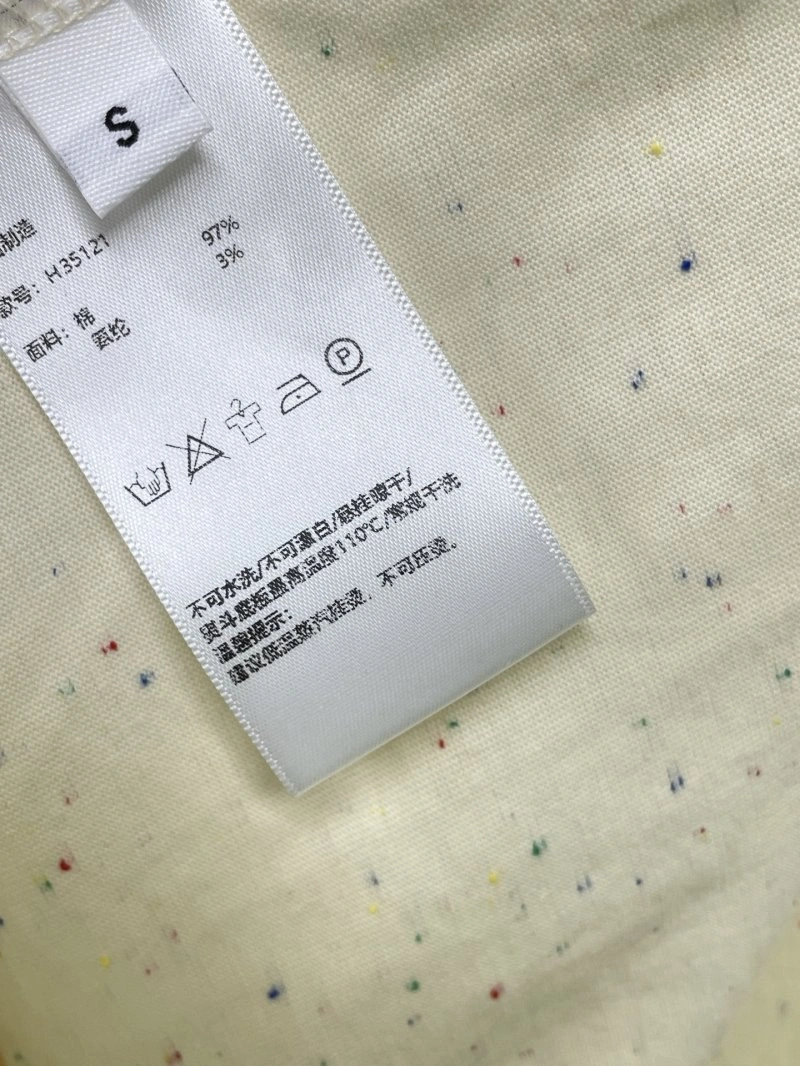 S
制造
款号：H35121
面料：棉 97%
氨纶 3%
P
不可水洗/不可漂白/悬挂晾干/
熨斗底板最高温度110℃/常规干洗
温馨提示：
建议低温蒸汽挂烫，不可压烫。